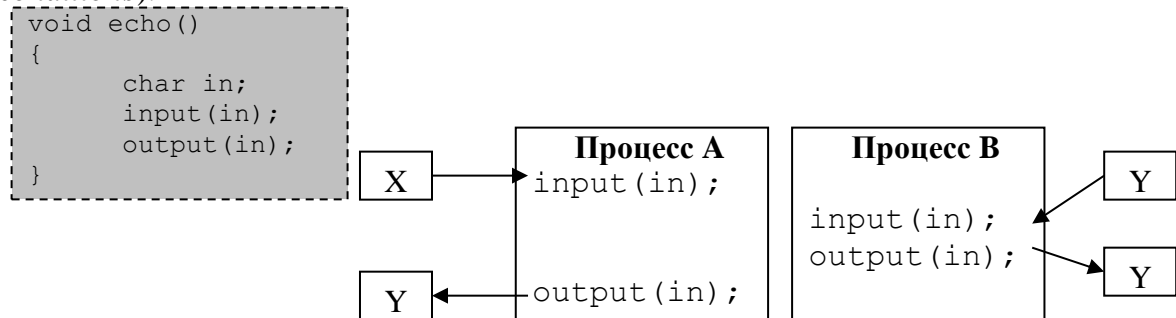 void echo()
{
char in;
input(in);
output(in);
}
Процесс А
Процесс В
X
input(in);
Y
input(in);
output(in);
Y
output(in);
Y